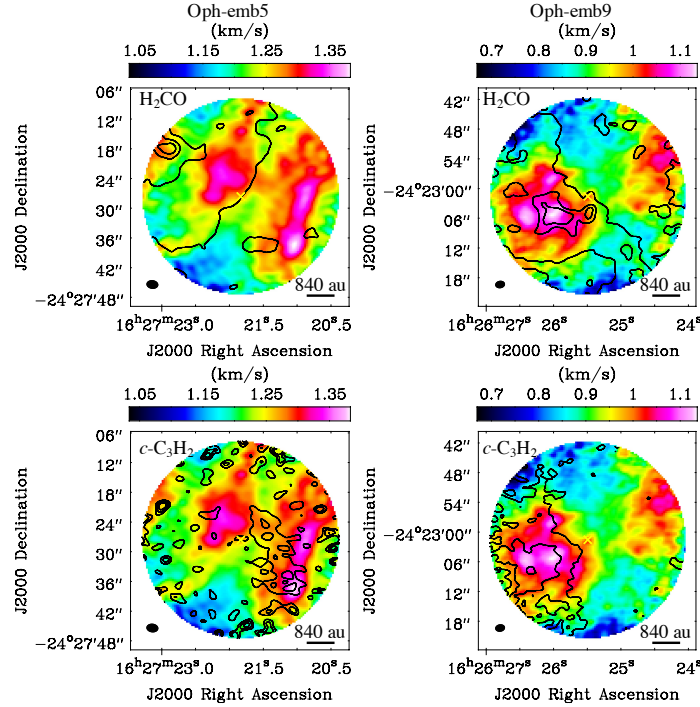 Oph-emb5
(km/s)
1.05 1.15 1.25 1.35
H₂CO
06″
12″
18″
24″
30″
36″
42″
−24°27′48″
J2000 Declination
840 au
16ʰ27ᵐ23ˢ.0 21ˢ.5 20ˢ.5
J2000 Right Ascension
Oph-emb9
(km/s)
0.7 0.8 0.9 1 1.1
H₂CO
42″
48″
54″
−24°23′00″
06″
12″
18″
J2000 Declination
840 au
16ʰ26ᵐ27ˢ 26ˢ 25ˢ 24ˢ
J2000 Right Ascension
(km/s)
1.05 1.15 1.25 1.35
c-C₃H₂
06″
12″
18″
24″
30″
36″
42″
−24°27′48″
J2000 Declination
840 au
16ʰ27ᵐ23ˢ.0 21ˢ.5 20ˢ.5
J2000 Right Ascension
(km/s)
0.7 0.8 0.9 1 1.1
c-C₃H₂
42″
48″
54″
−24°23′00″
06″
12″
18″
J2000 Declination
840 au
16ʰ26ᵐ27ˢ 26ˢ 25ˢ 24ˢ
J2000 Right Ascension